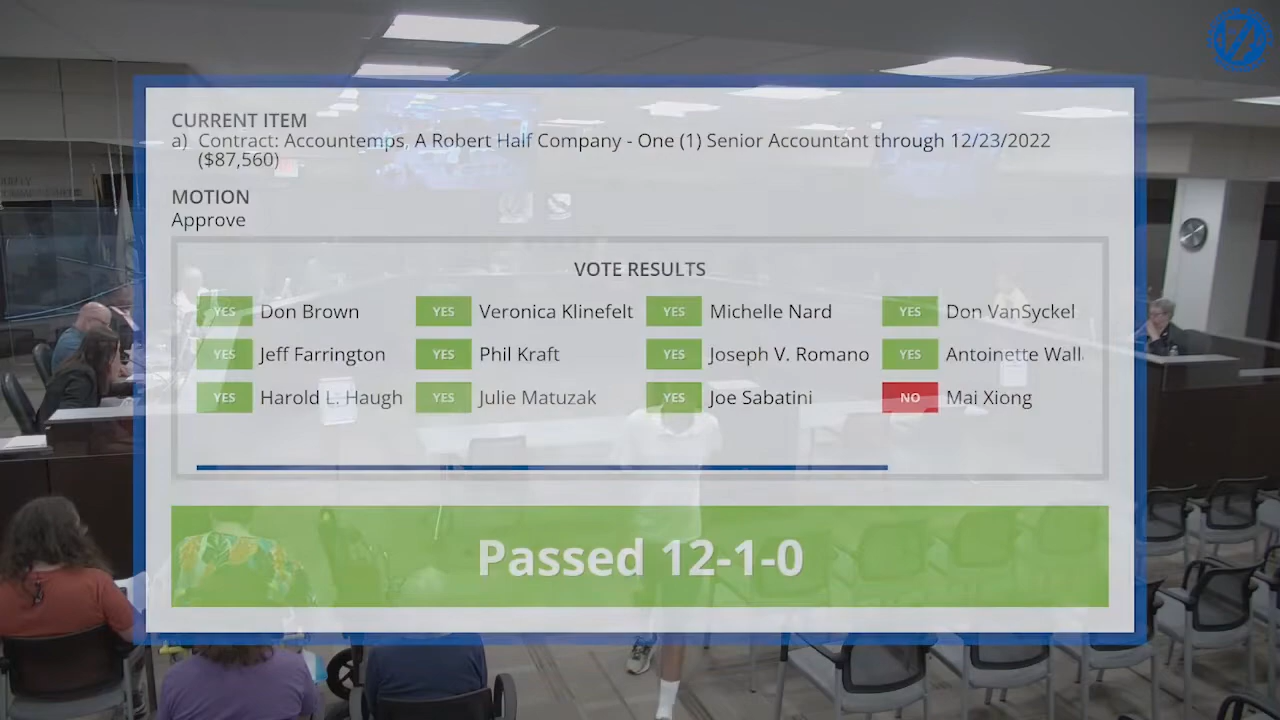 CURRENT ITEM
a) Contract: Accountemps, A Robert Half Company - One (1) Senior Accountant through 12/23/2022
($87,560)
MOTION
Approve
VOTE RESULTS
YES Don Brown YES Veronica Klinefelt YES Michelle Nard YES Don VanSyckel
YES Jeff Farrington YES Phil Kraft YES Joseph V. Romano YES Antoinette Wall
YES Harold L. Haugh YES Julie Matuzak YES Joe Sabatini NO Mai Xiong
Passed 12-1-0